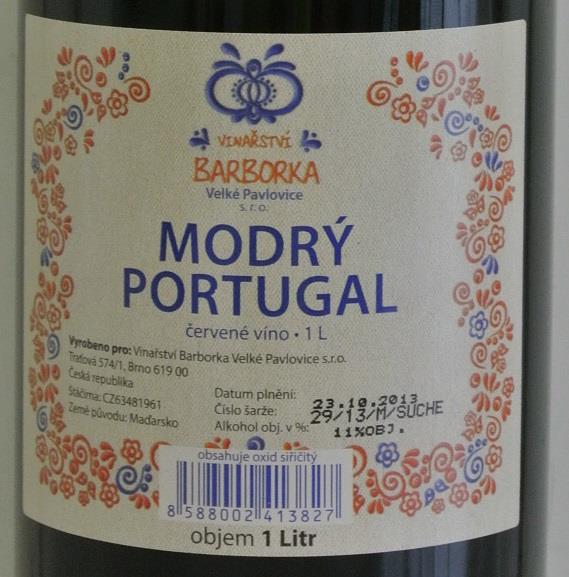 VINAŘSTVÍ
BARBORKA
Velké Pavlovice
s.r.o.
MODRÝ
PORTUGAL
červené víno • 1 L
Vyrobeno pro: Vinařství Barborka Velké Pavlovice s.r.o.
Traťová 574/1, Brno 619 00
Česká republika
Stáčírna: CZ63481961
Země původu: Maďarsko
Datum plnění: 23.10.2013
Číslo šarže: 29/13/M/SUCHE
Alkohol obj. v %: 11%OBJ.
obsahuje oxid siřičitý
8 588002 413827
objem 1 Litr